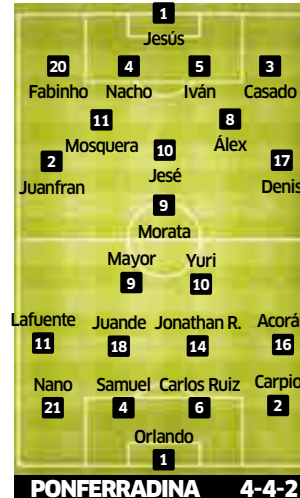 1
Jesús
20 4 5 3
Fabinho Nacho Iván Casado
11 8
Mosquera Álex
2 10 17
Juanfran Jesé Denis
9
Morata
Mayor Yuri
9 10
Lafuente Juande Jonathan R. Acorá
11 18 14 16
Nano Samuel Carlos Ruiz Carpio
21 4 6 2
Orlando
1
PONFERRADINA 4-4-2